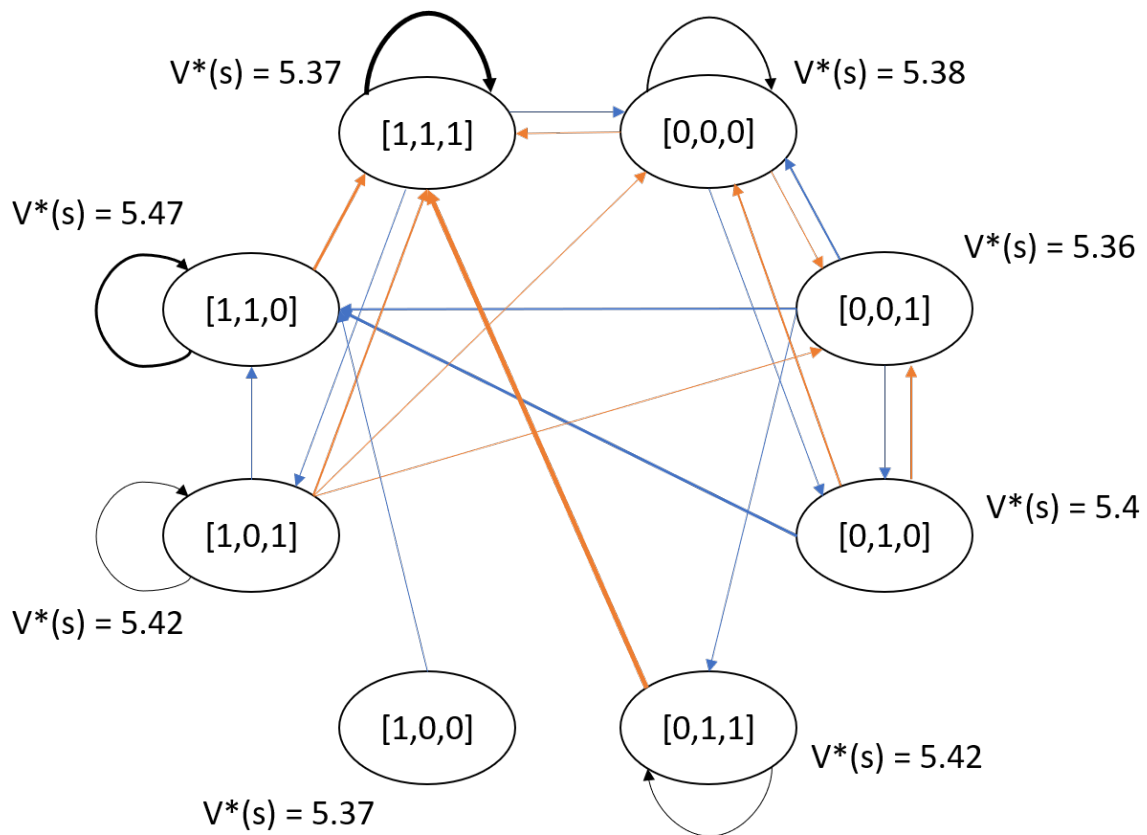 V*(s) = 5.37
V*(s) = 5.38
[1,1,1]
[0,0,0]
V*(s) = 5.47
V*(s) = 5.36
[1,1,0]
[0,0,1]
V*(s) = 5.4
[1,0,1]
[0,1,0]
V*(s) = 5.42
[1,0,0]
[0,1,1]
V*(s) = 5.42
V*(s) = 5.37